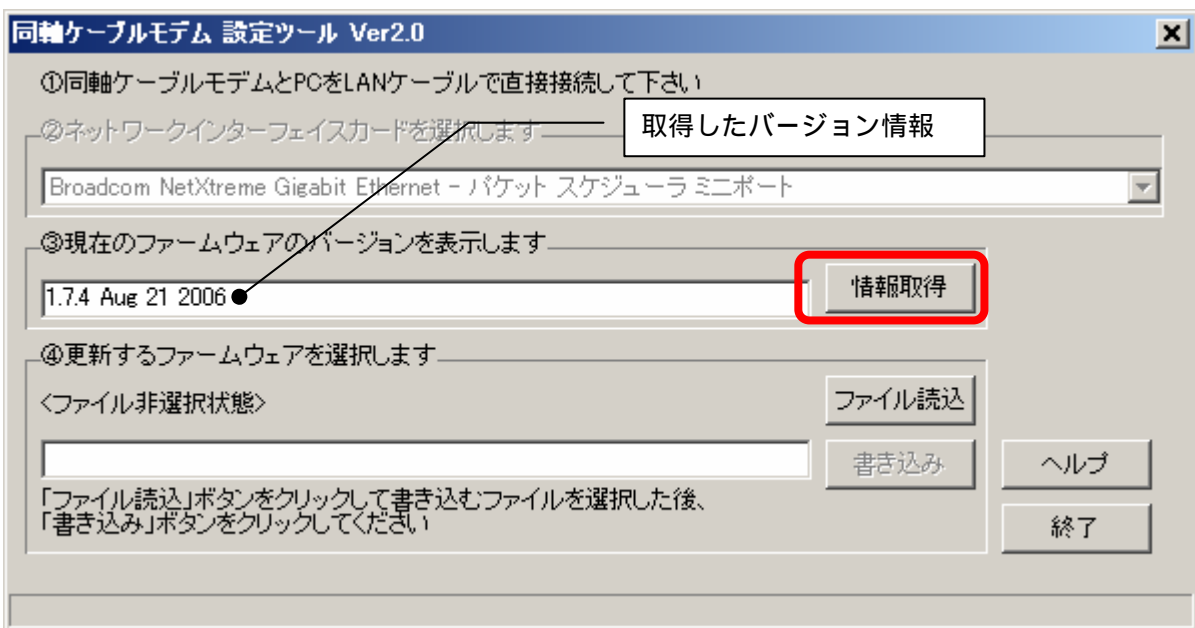 同軸ケーブルモデム 設定ツール Ver2.0
①同軸ケーブルモデムとPCをLANケーブルで直接接続して下さい
②ネットワークインターフェイスカードを選択します
取得したバージョン情報
Broadcom NetXtreme Gigabit Ethernet - パケット スケジューラ ミニポート
③現在のファームウェアのバージョンを表示します
1.7.4 Aug 21 2006
情報取得
④更新するファームウェアを選択します
<ファイル非選択状態>
ファイル読込
書き込み
ヘルプ
「ファイル読込」ボタンをクリックして書き込むファイルを選択した後、
「書き込み」ボタンをクリックしてください
終了